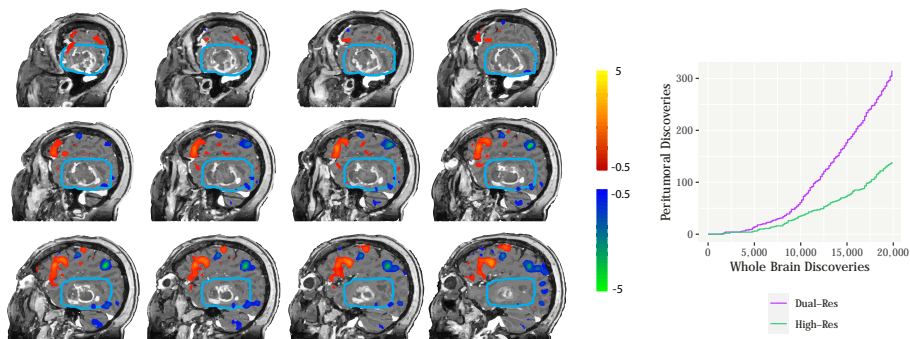 5
-0.5
-0.5
-5
Peritumoral Discoveries
300
200
100
0
0 5,000 10,000 15,000 20,000
Whole Brain Discoveries
Dual-Res
High-Res